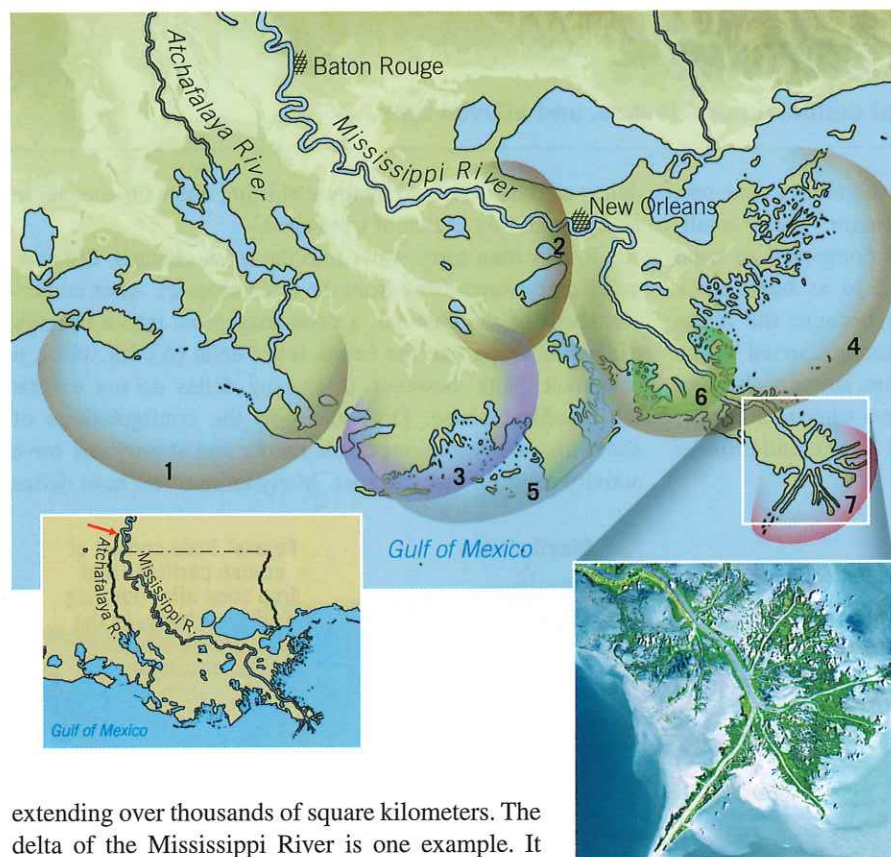 Atchafalaya River
Baton Rouge
Mississippi River
New Orleans
2
4
6
1
3
5
7
Gulf of Mexico
Atchafalaya R.
Mississippi R.
Gulf of Mexico
extending over thousands of square kilometers. The
delta of the Mississippi River is one example. It